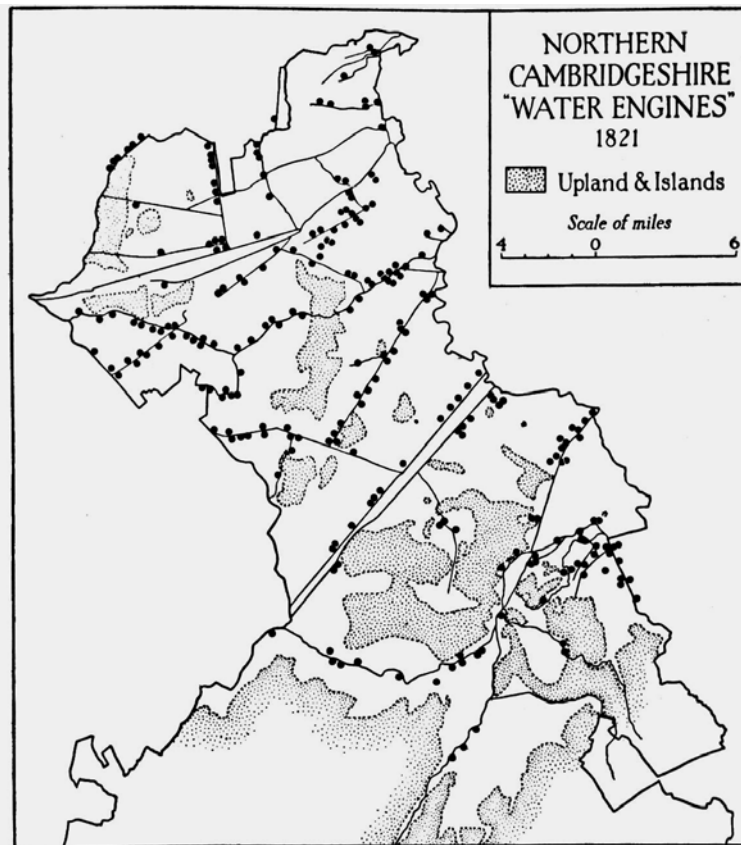 NORTHERN
CAMBRIDGESHIRE
"WATER ENGINES"
1821
Upland & Islands
Scale of miles
4 0 6